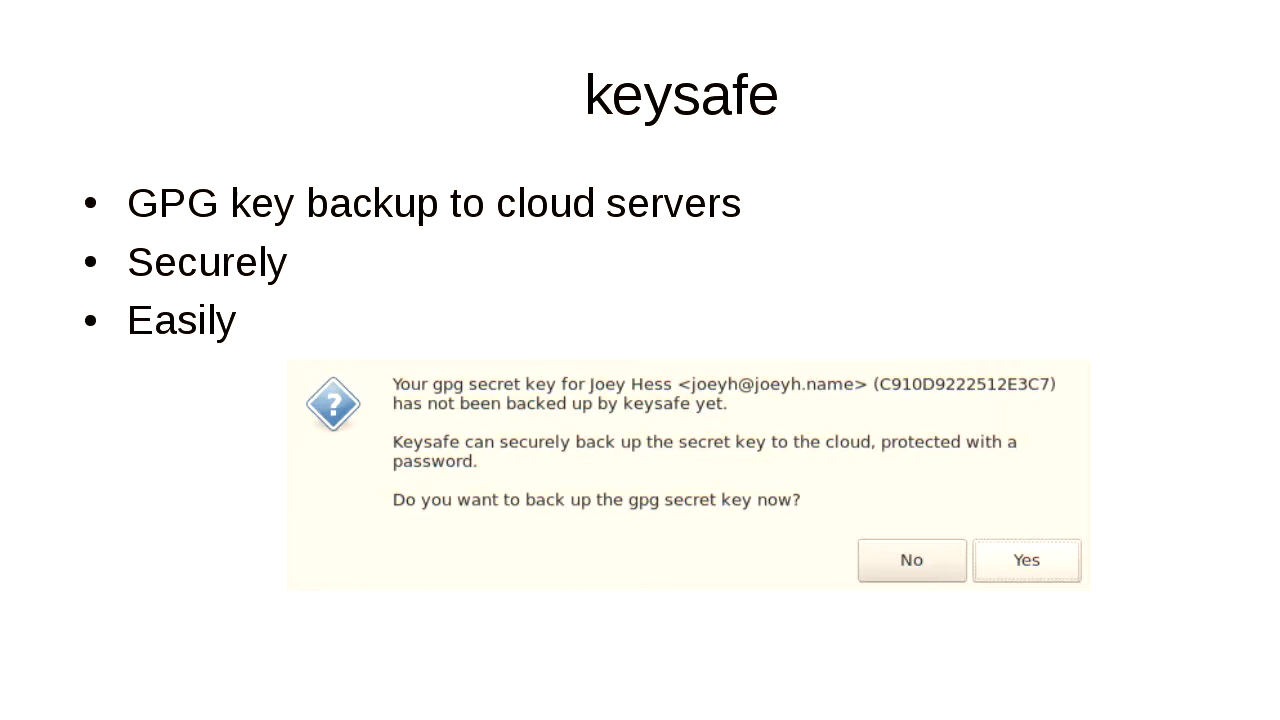 keysafe
• GPG key backup to cloud servers
• Securely
• Easily
?
Your gpg secret key for Joey Hess <joeyh@joeyh.name> (C910D9222512E3C7)
has not been backed up by keysafe yet.
Keysafe can securely back up the secret key to the cloud, protected with a
password.
Do you want to back up the gpg secret key now?
No
Yes